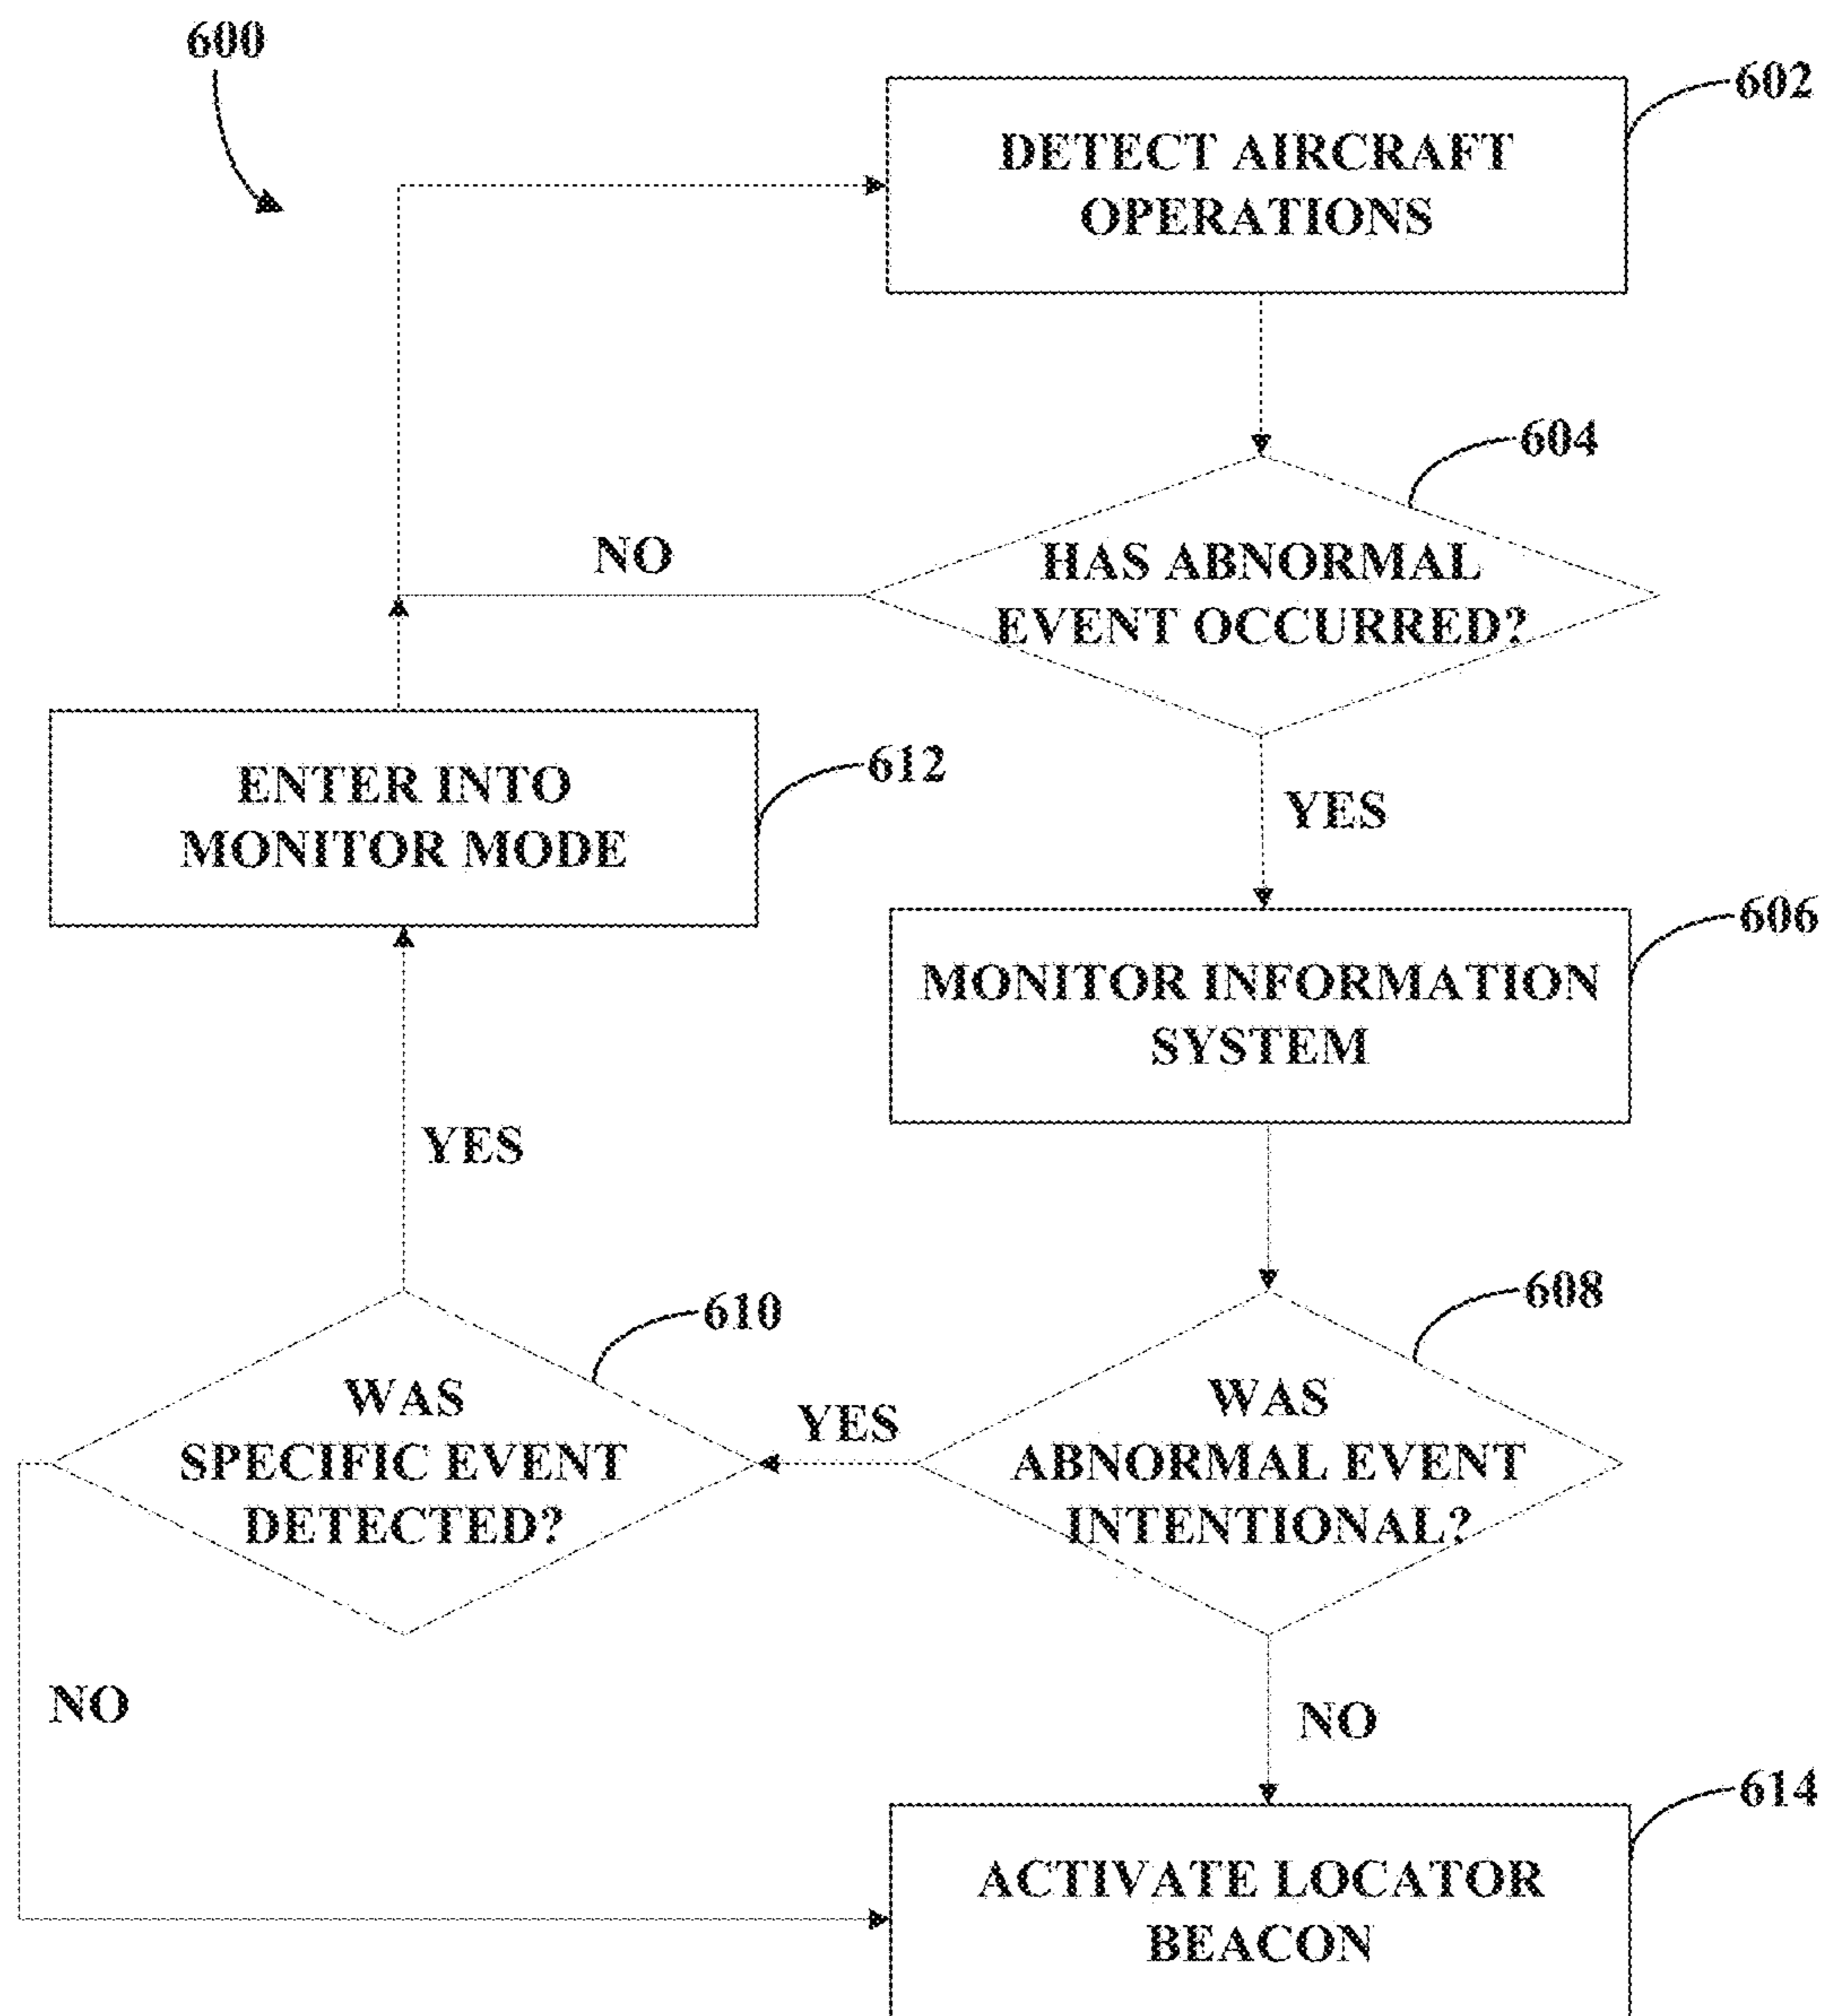 600
602
DETECT AIRCRAFT
OPERATIONS
604
NO
HAS ABNORMAL
EVENT OCCURRED?
612
ENTER INTO
MONITOR MODE
YES
606
MONITOR INFORMATION
SYSTEM
YES
610
608
WAS
SPECIFIC EVENT
DETECTED?
YES
WAS
ABNORMAL EVENT
INTENTIONAL?
NO
NO
614
ACTIVATE LOCATOR
BEACON